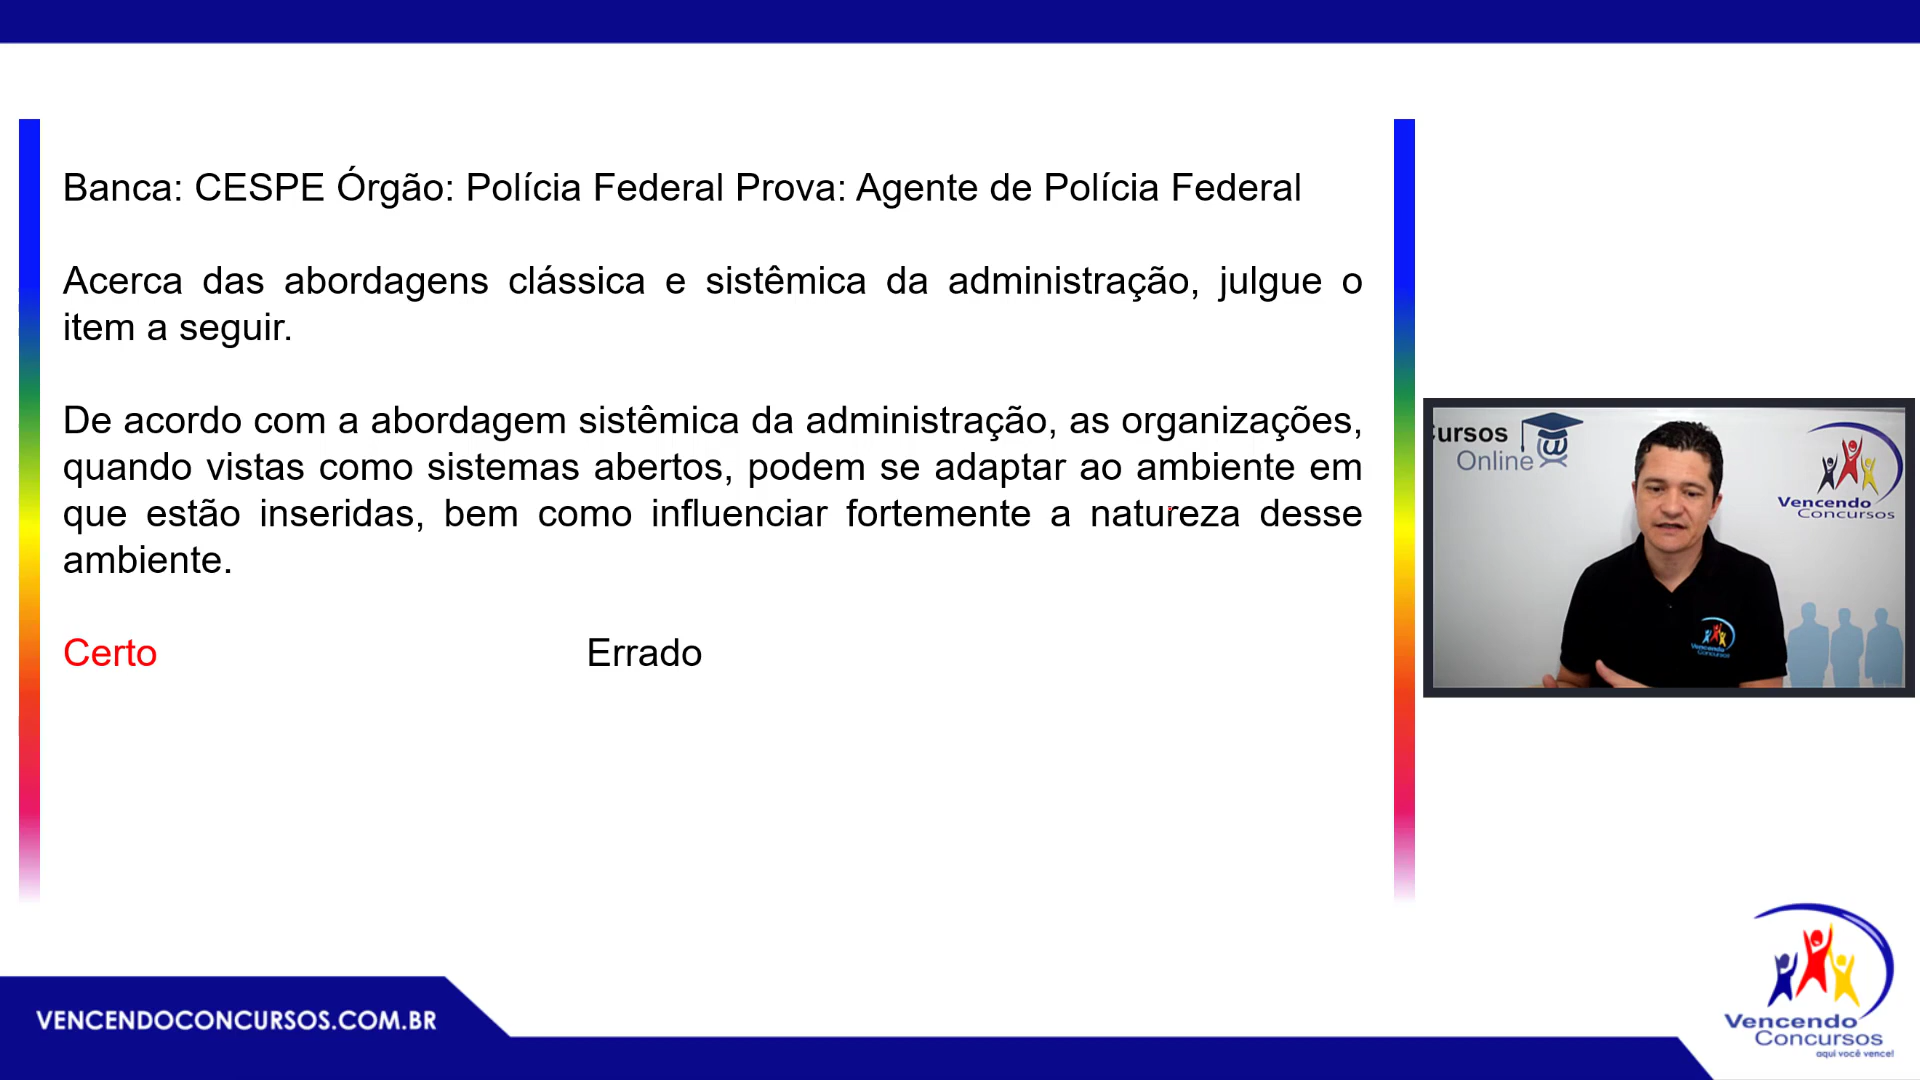 Banca: CESPE Órgão: Polícia Federal Prova: Agente de Polícia Federal
Acerca das abordagens clássica e sistêmica da administração, julgue o
item a seguir.
De acordo com a abordagem sistêmica da administração, as organizações,
quando vistas como sistemas abertos, podem se adaptar ao ambiente em
que estão inseridas, bem como influenciar fortemente a natureza desse
ambiente.
Certo Errado
ursos
Online
Vencendo
Concursos
Vencendo
Concursos
VENCENDOCONCURSOS.COM.BR
Vencendo
Concursos
aqui você vence!